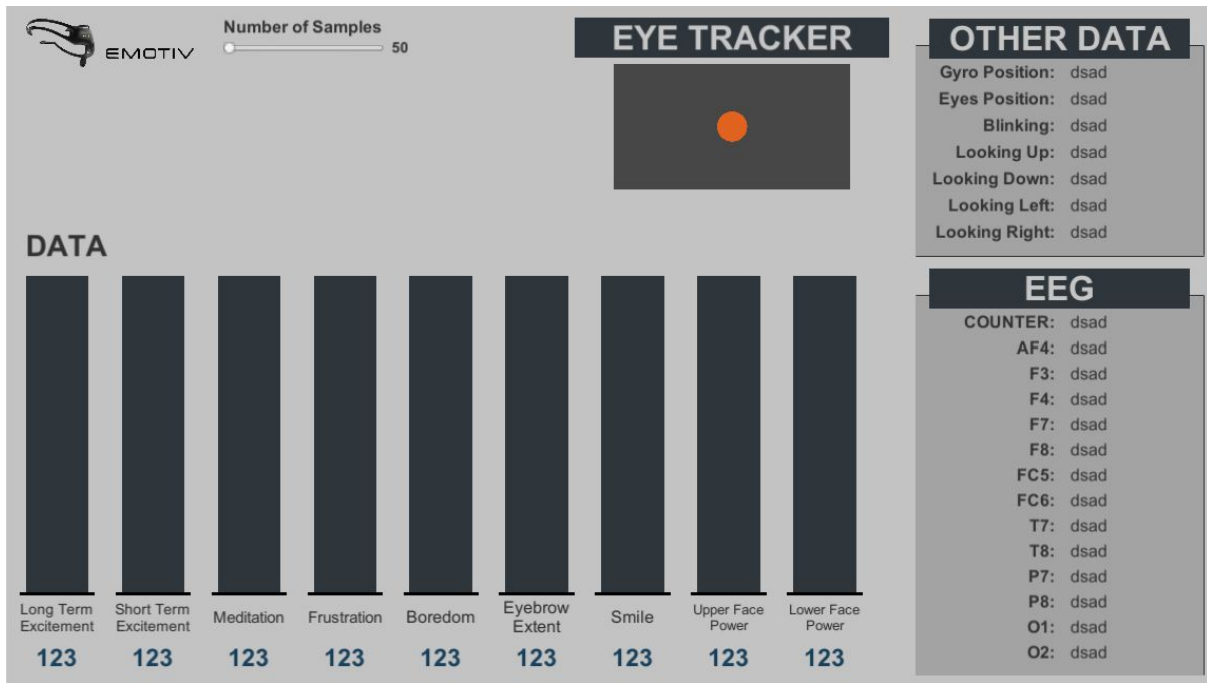 EMOTIV
Number of Samples
50
EYE TRACKER
OTHER DATA
Gyro Position: dsad
Eyes Position: dsad
Blinking: dsad
Looking Up: dsad
Looking Down: dsad
Looking Left: dsad
Looking Right: dsad
DATA
Long Term
Excitement
123
Short Term
Excitement
123
Meditation
123
Frustration
123
Boredom
123
Eyebrow
Extent
123
Smile
123
Upper Face
Power
123
Lower Face
Power
123
EEG
COUNTER: dsad
AF4: dsad
F3: dsad
F4: dsad
F7: dsad
F8: dsad
FC5: dsad
FC6: dsad
T7: dsad
T8: dsad
P7: dsad
P8: dsad
O1: dsad
O2: dsad